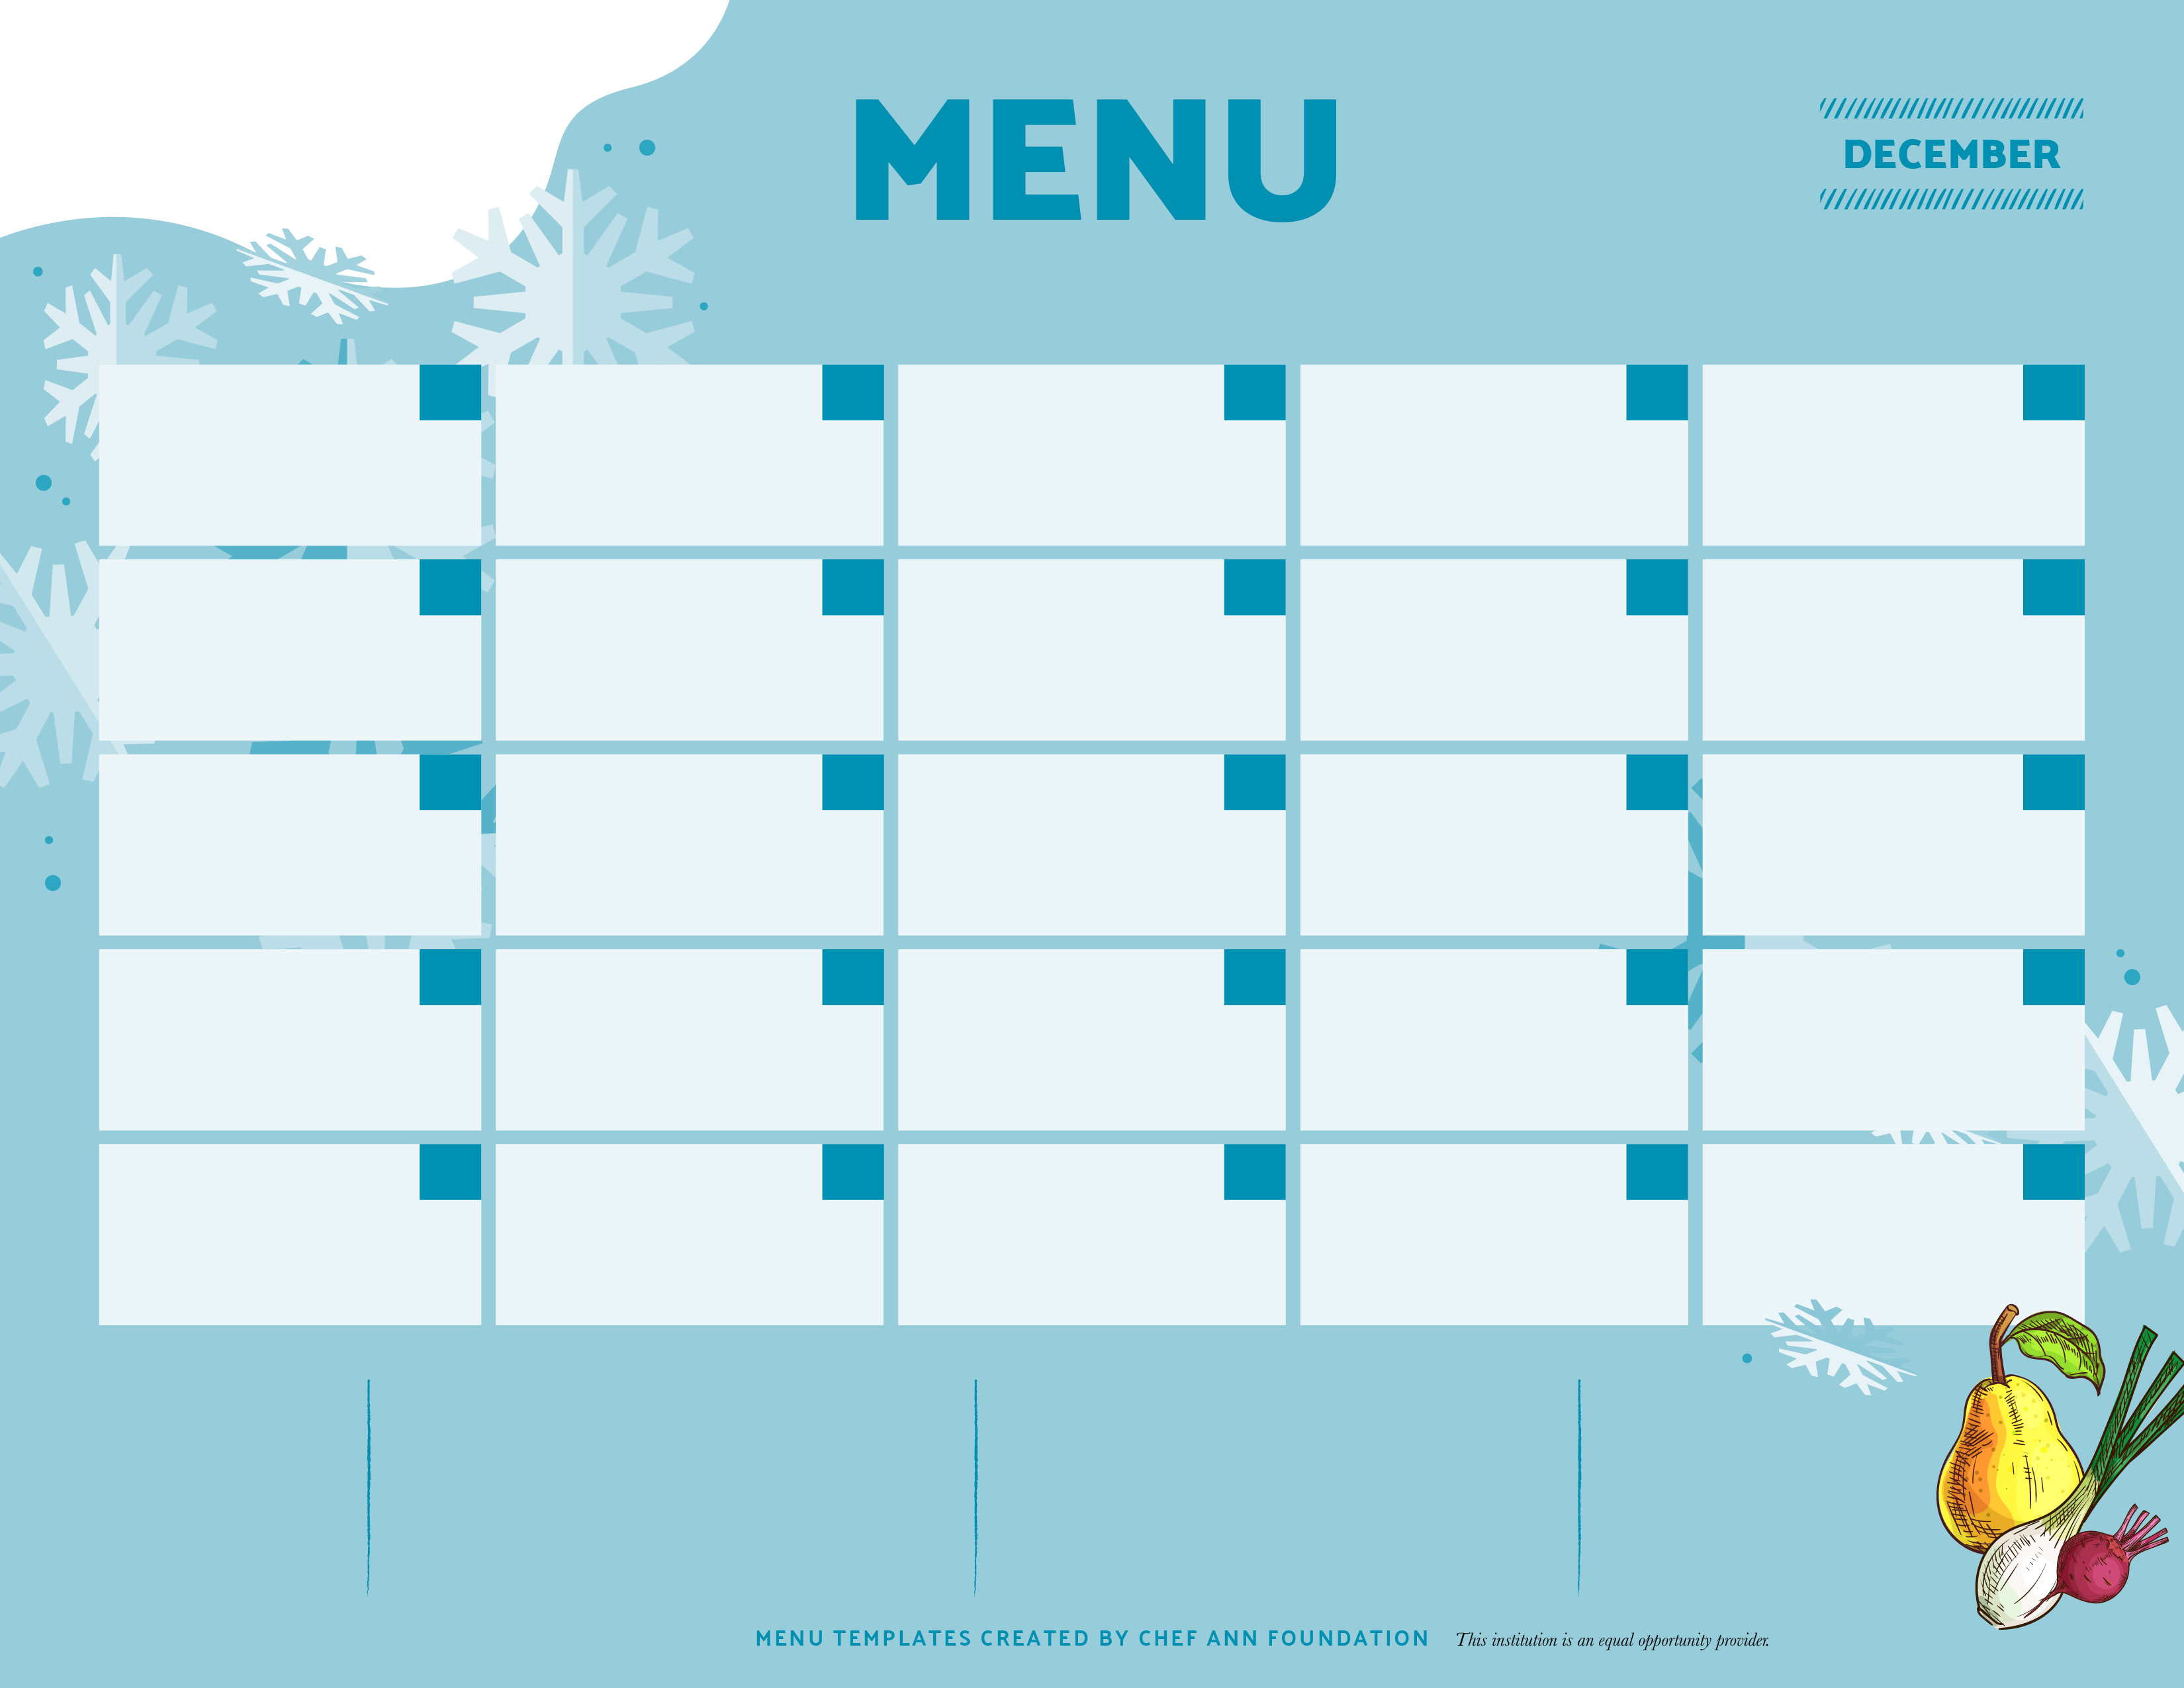 MENU
DECEMBER
MENU TEMPLATES CREATED BY CHEF ANN FOUNDATION This institution is an equal opportunity provider.